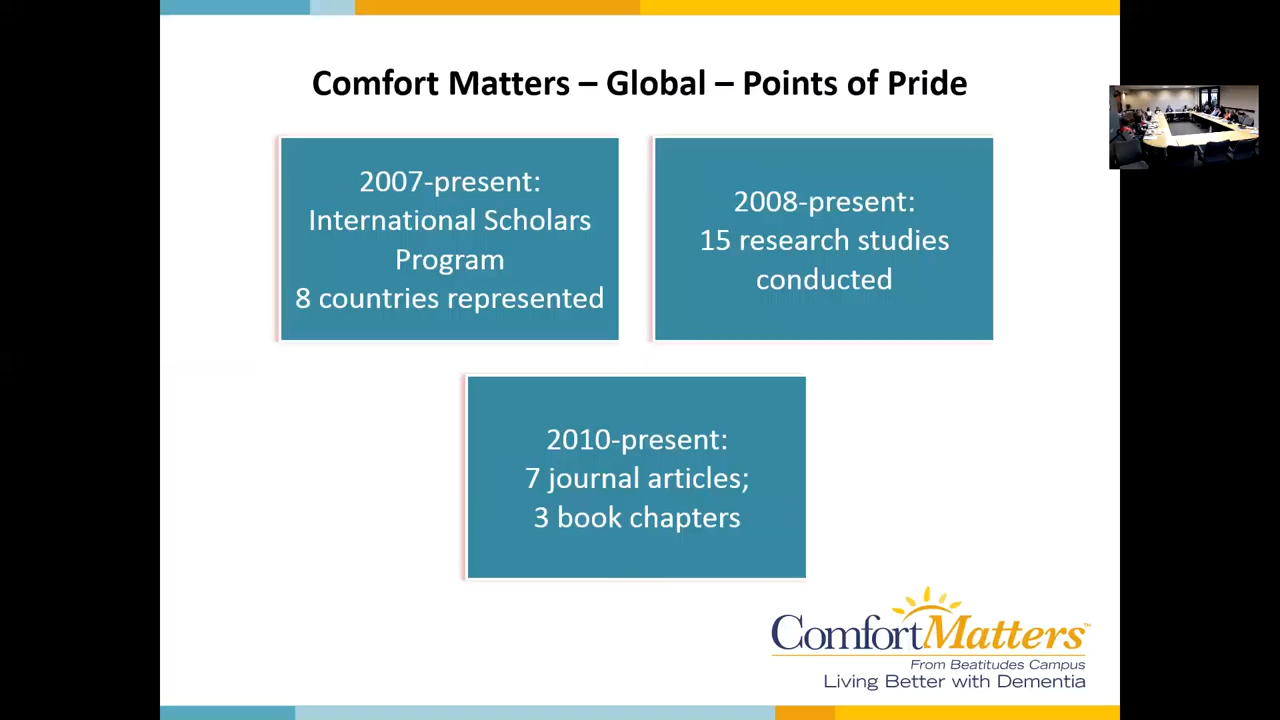 Comfort Matters – Global – Points of Pride
2007-present:
International Scholars
Program
8 countries represented
2008-present:
15 research studies
conducted
2010-present:
7 journal articles;
3 book chapters
ComfortMatters™
From Beatitudes Campus
Living Better with Dementia